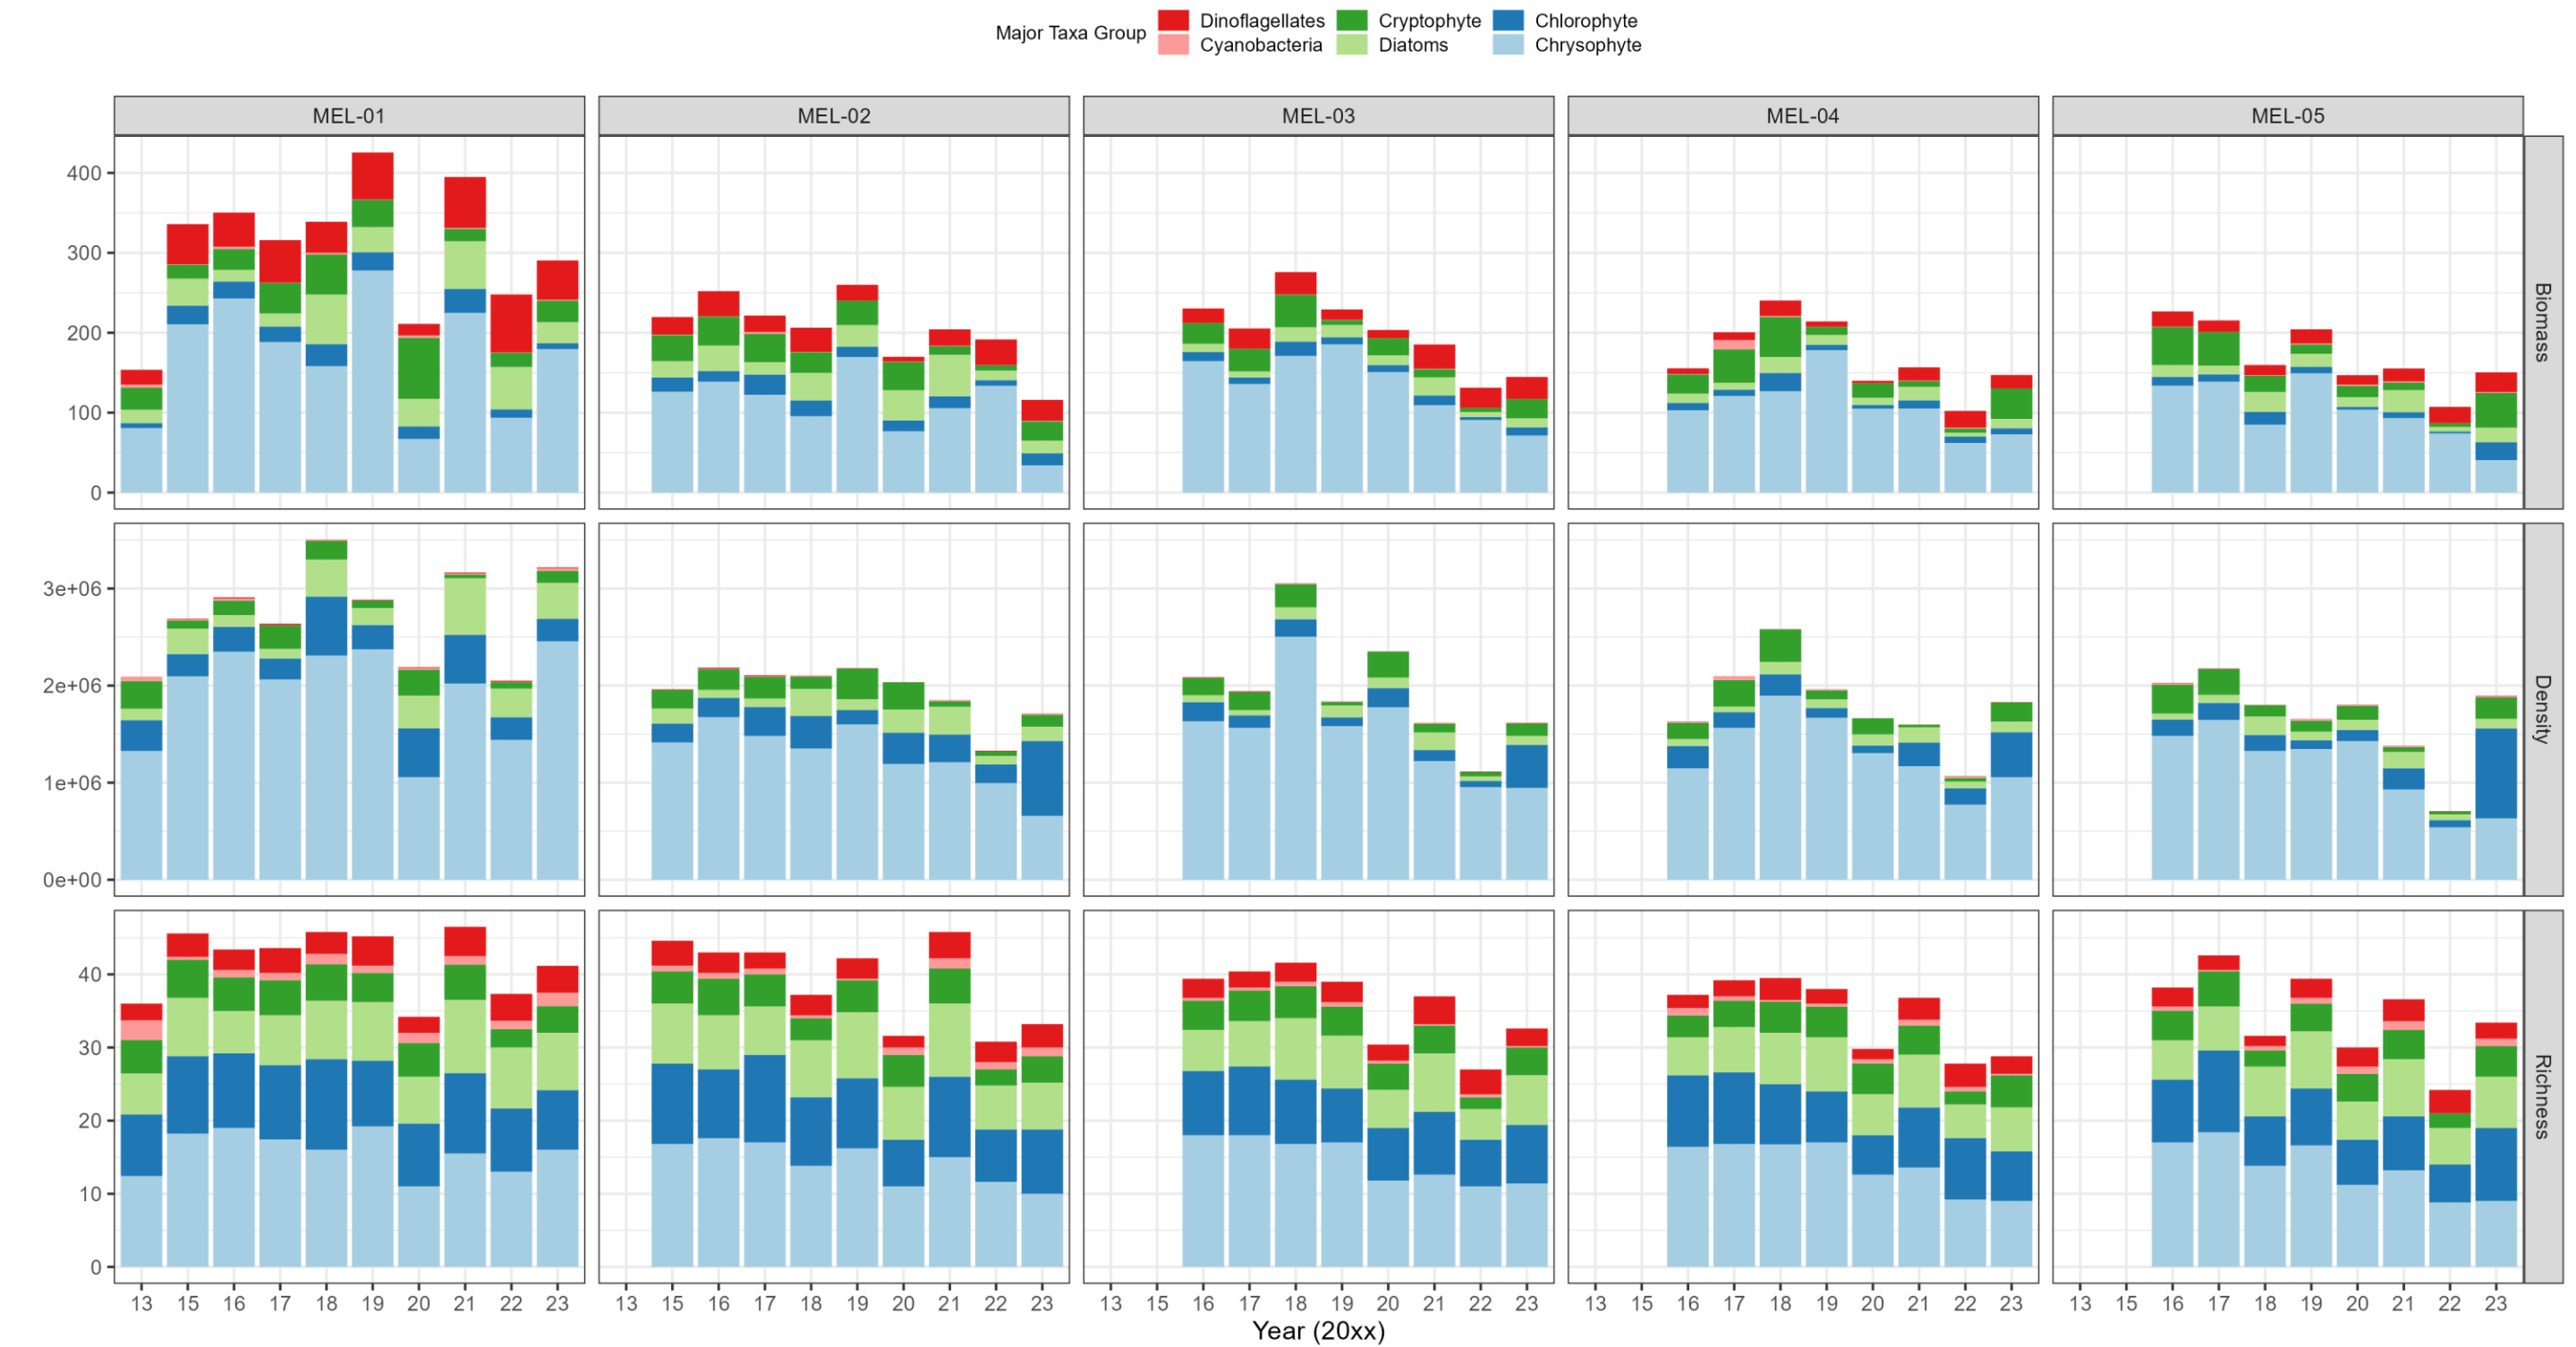 Major Taxa Group
Dinoflagellates Cryptophyte Chlorophyte
Cyanobacteria Diatoms Chrysophyte
MEL-01 MEL-02 MEL-03 MEL-04 MEL-05
400
300
200
100
0
Biomass
3e+06
2e+06
1e+06
0e+00
Density
40
30
20
10
0
Richness
13 15 16 17 18 19 20 21 22 23 13 15 16 17 18 19 20 21 22 23 13 15 16 17 18 19 20 21 22 23 13 15 16 17 18 19 20 21 22 23 13 15 16 17 18 19 20 21 22 23
Year (20xx)